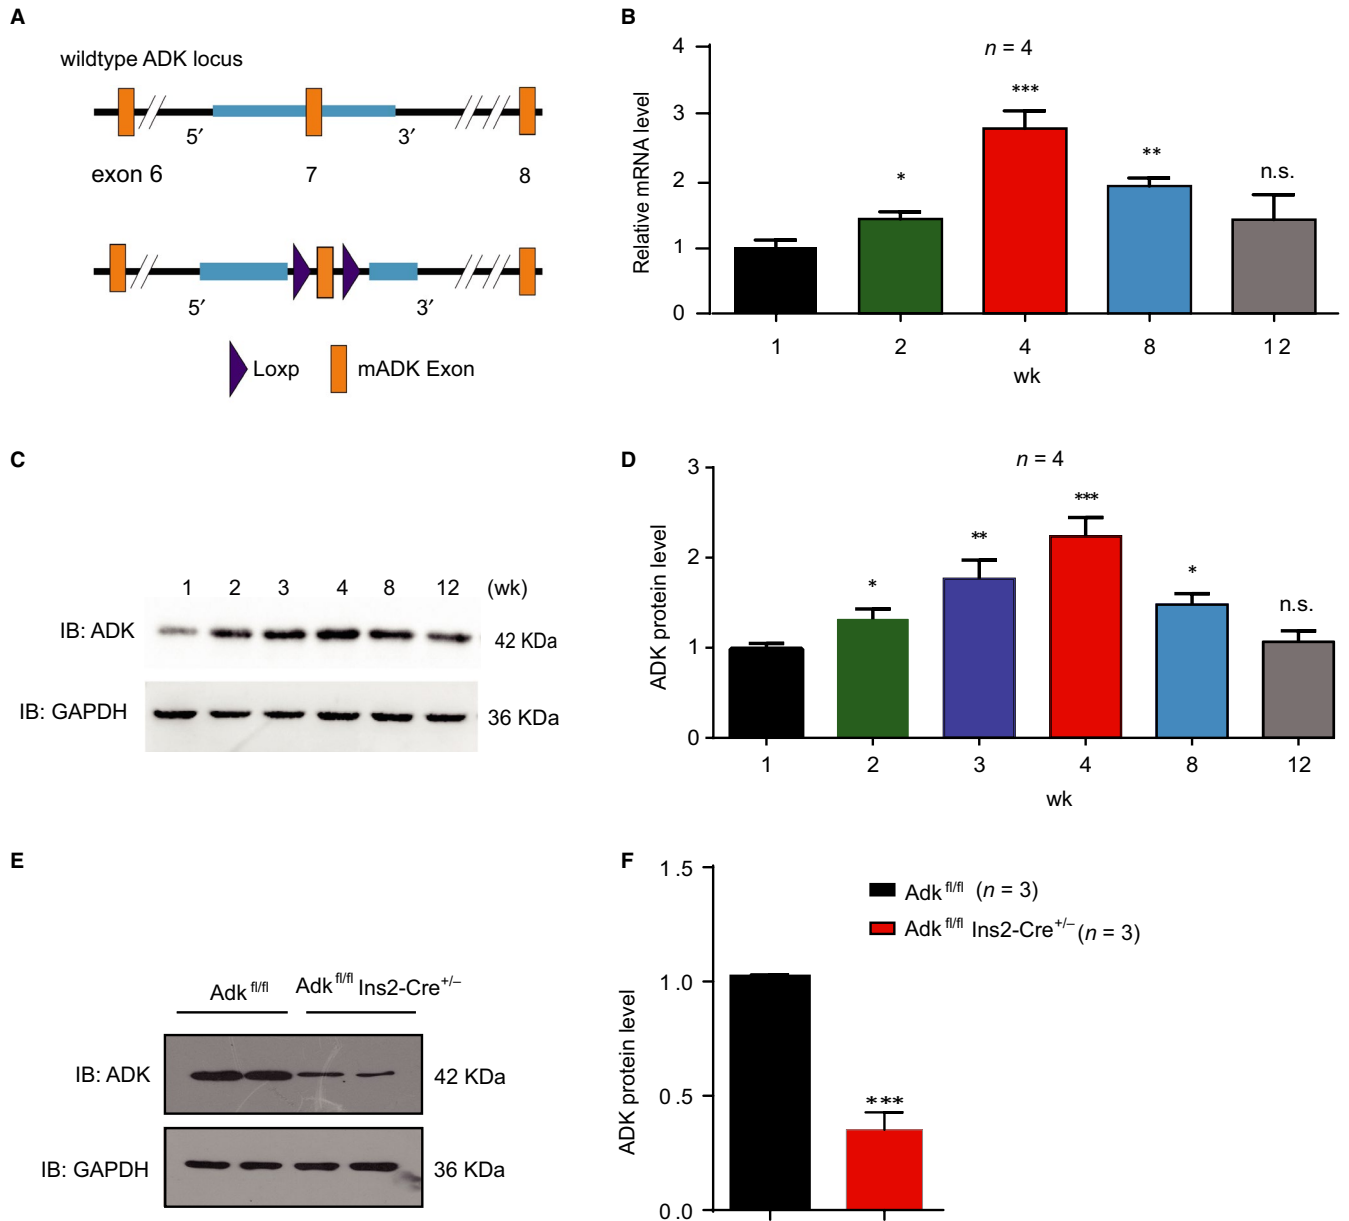 A
wildtype ADK locus
5′ 3′
exon 6 7 8
5′ 3′
Loxp mADK Exon
B
n = 4
Relative mRNA level
4
3
2
1
0
*
***
**
n.s.
1 2 4 8 12
wk
C
1 2 3 4 8 12 (wk)
IB: ADK 42 KDa
IB: GAPDH 36 KDa
D
n = 4
ADK protein level
3
2
1
0
*
**
***
*
n.s.
1 2 3 4 8 12
wk
E
Adk fl/fl Adk fl/fl Ins2-Cre+/–
IB: ADK 42 KDa
IB: GAPDH 36 KDa
F
ADK protein level
1.5
1.0
0.5
0.0
Adk fl/fl (n = 3)
Adk fl/fl Ins2-Cre+/– (n = 3)
***